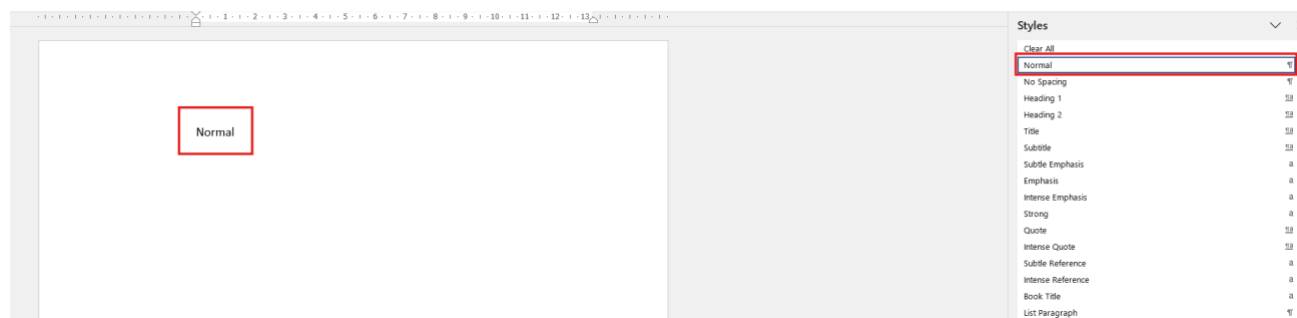 1 2 3 4 5 6 7 8 9 10 11 12 13
Styles
Clear All
Normal ¶
No Spacing ¶
Heading 1 ¶a
Heading 2 ¶a
Title ¶a
Subtitle ¶a
Subtle Emphasis a
Emphasis a
Intense Emphasis a
Strong a
Quote ¶a
Intense Quote ¶a
Subtle Reference a
Intense Reference a
Book Title a
List Paragraph ¶
Normal